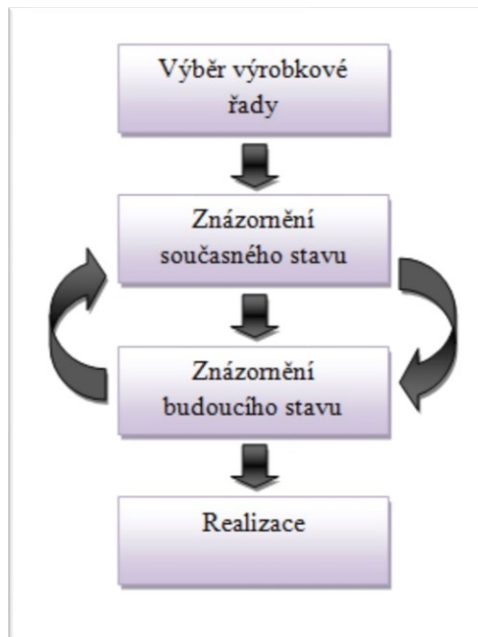 Výběr výrobkové
řady
Znázornění
současného stavu
Znázornění
budoucího stavu
Realizace